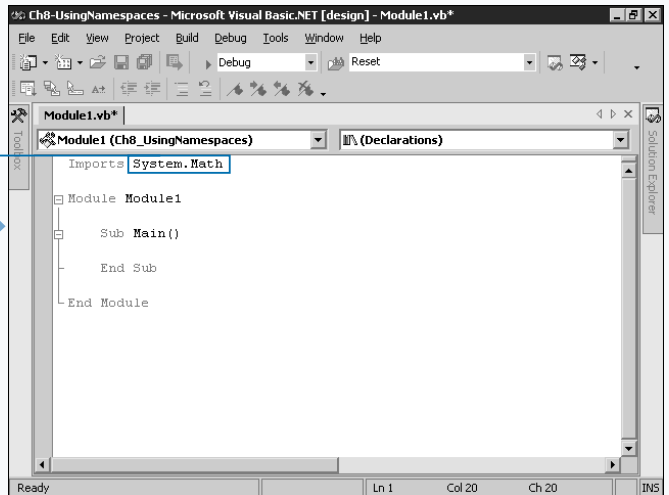 Ch8-UsingNamespaces - Microsoft Visual Basic.NET [design] - Module1.vb*
File Edit View Project Build Debug Tools Window Help
Debug Reset
Module1.vb*
Module1 (Ch8_UsingNamespaces) (Declarations)
Toolbox
Solution Explorer
Imports System.Math
Module Module1
Sub Main()
End Sub
End Module
Ready Ln 1 Col 20 Ch 20 INS